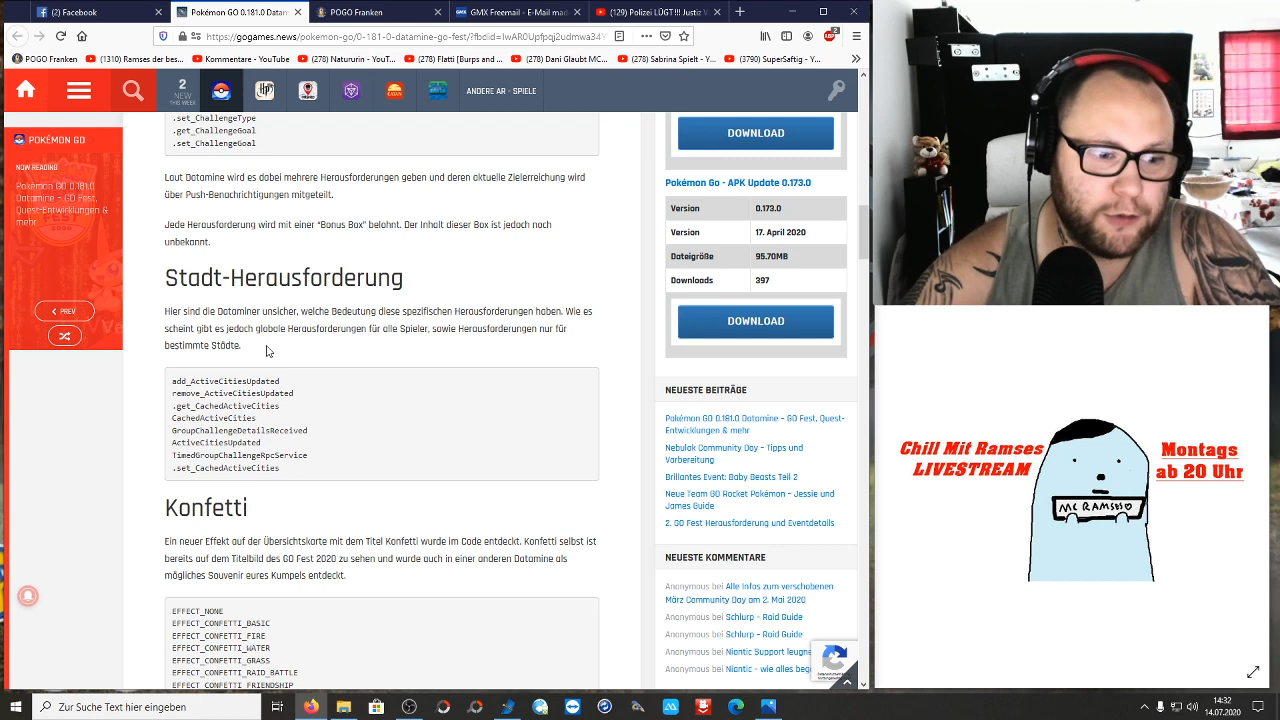 Facebook
Pokémon GO 0.181.0 Datamin
POGO Franken
GMX Freemail - E-Mail made
(129) Polizei LÜGT!!! Justiz V
https://gogames.news/pokemon-go/0-181-0-datamine-go-fest/?fbclid=
POGO Franken
(1310) Ramses der bes...
Kommentare - YouTube
(278) Naturruin - YouT...
(278) Flatti [Burps and ...
(278) Dani Glaubt MC...
(278) Sabrina Spielt - Y...
(3790) SuperSaftig - Y...
2
NEW
THIS WEEK
ANDERE AR - SPIELE
POKÉMON GO
NOW READING
Pokémon GO 0.181.0
Datamine – GO Fest,
Quest-Entwicklungen &
mehr
PREV
.set_ChallengeType
.get_ChallengeGoal
.set_ChallengeGoal
Laut Datamine wird es dabei mehrere Herausforderungen geben und deren aktuelle Zielerreichung wird
über Push-Benachrichtigungen mitgeteilt.
Jede Herausforderung wird mit einer “Bonus Box” belohnt. Der Inhalt dieser Box ist jedoch noch
unbekannt.
Stadt-Herausforderung
Hier sind die Dataminer unsicher, welche Bedeutung diese spezifischen Herausforderungen haben. Wie es
scheint gibt es jedoch globale Herausforderungen für alle Spieler, sowie Herausforderungen nur für
bestimmte Städte.
add_ActiveCitiesUpdated
remove_ActiveCitiesUpdated
.get_CachedActiveCities
CachedActiveCities
GroupChallengeDetailsReceived
ActiveCitiesUpdated
TimedGroupChallengeRpcService
.set_CachedActiveCities
Konfetti
Ein neuer Effekt auf der Übersichtskarte mit dem Titel Konfetti wurde im Code entdeckt. Konfetti selbst ist
bereits auf dem Titelbild des GO Fest 2020 zu sehen und wurde auch in einer anderen Datamine als
mögliches Souvenir eures Kumpels entdeckt.
EFFECT_NONE
EFFECT_CONFETTI_BASIC
EFFECT_CONFETTI_FIRE
EFFECT_CONFETTI_WATER
EFFECT_CONFETTI_GRASS
EFFECT_CONFETTI_RAID_BATTLE
EFFECT_CONFETTI_FRIENDSHIP
DOWNLOAD
Pokémon Go - APK Update 0.173.0
Version 0.173.0
Version 17. April 2020
Dateigröße 95.70MB
Downloads 397
DOWNLOAD
NEUESTE BEITRÄGE
Pokémon GO 0.181.0 Datamine – GO Fest, Quest-
Entwicklungen & mehr
Nebulak Community Day – Tipps und
Vorbereitung
Brillantes Event: Baby Beasts Teil 2
Neue Team GO Rocket Pokémon – Jessie und
James Guide
2. GO Fest Herausforderung und Eventdetails
NEUESTE KOMMENTARE
Anonymous bei Alle Infos zum verschobenen
März Community Day am 2. Mai 2020
Anonymous bei Schlurp – Raid Guide
Anonymous bei Schlurp – Raid Guide
Anonymous bei Niantic Support leugne
Anonymous bei Niantic – wie alles beg
Chill Mit Ramses
LIVESTREAM
Montags
ab 20 Uhr
MC RAMSES
Zur Suche Text hier eingeben
14:32
14.07.2020